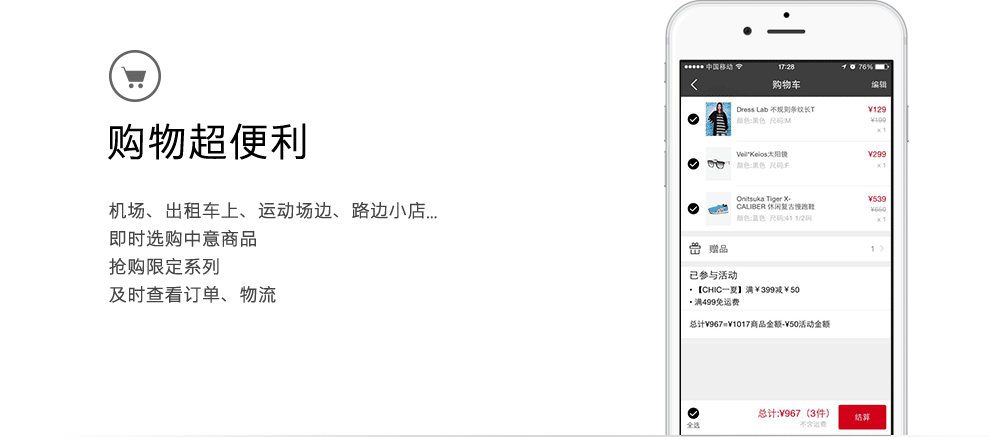 购物超便利
机场、出租车上、运动场边、路边小店...
即时选购中意商品
抢购限定系列
及时查看订单、物流
中国移动 17:28 76%
购物车 编辑
Dress Lab 不规则条纹长T ¥129
颜色:黑色 尺码:M ¥199
x 1
Veil*Keios太阳镜 ¥299
颜色:黑色 尺码:F x 1
Onitsuka Tiger X- ¥539
CALIBER 休闲复古慢跑鞋 ¥650
颜色:蓝色 尺码:41 1/2码 x 1
赠品 1
已参与活动
• 【CHIC一夏】满￥399减￥50
• 满499免运费
总计¥967=¥1017商品金额-¥50活动金额
总计:¥967（3件） 结算
全选 不含运费